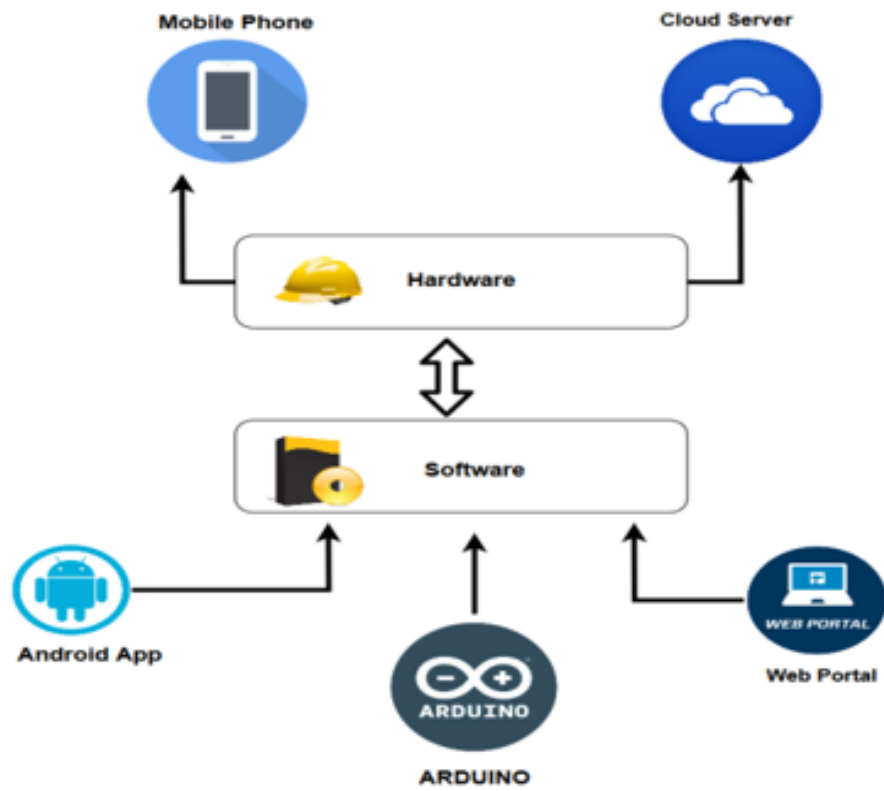 Mobile Phone
Cloud Server
Hardware
Software
Android App
WEB PORTAL
Web Portal
ARDUINO
ARDUINO